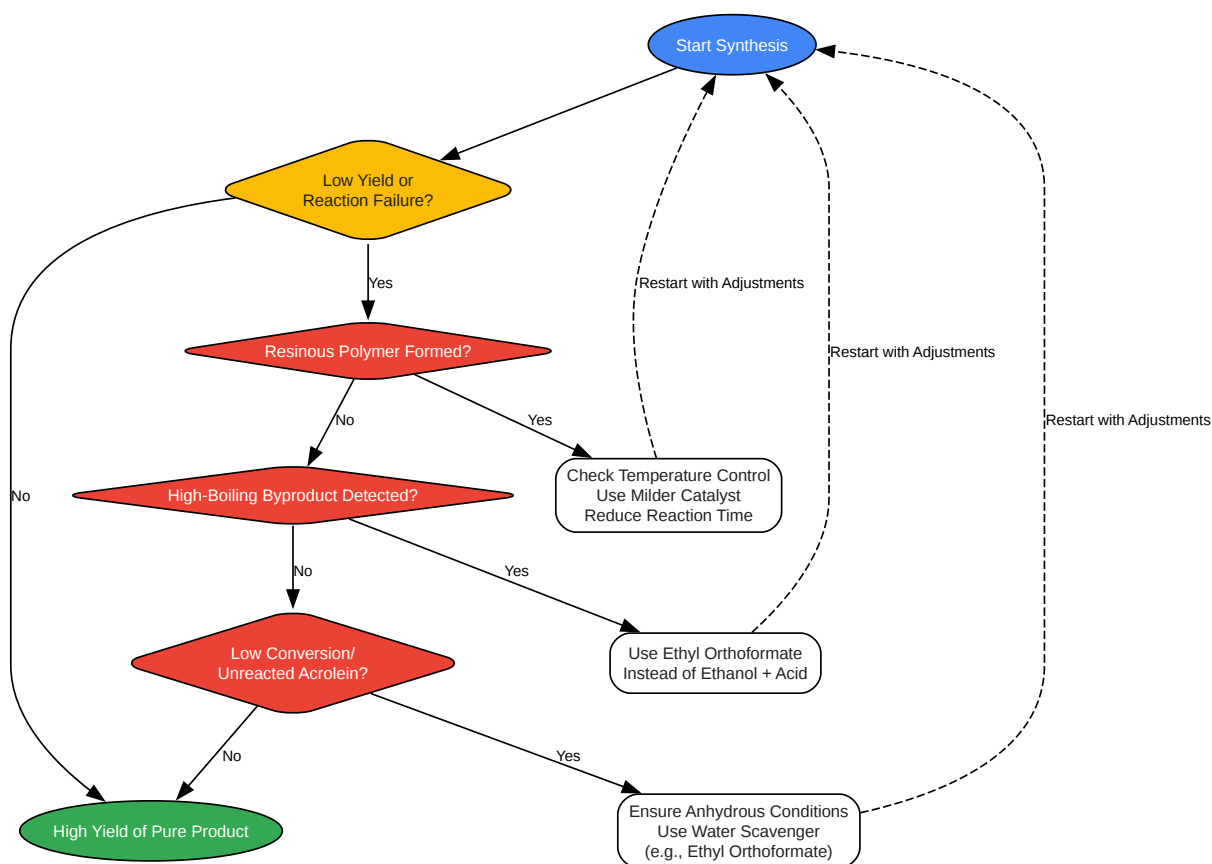 Start Synthesis
Low Yield or
Reaction Failure?
Yes
Restart with Adjustments
Resinous Polymer Formed?
Restart with Adjustments
No
Yes
Restart with Adjustments
Check Temperature Control
Use Milder Catalyst
Reduce Reaction Time
No
High-Boiling Byproduct Detected?
No
Yes
Low Conversion/
Unreacted Acrolein?
Use Ethyl Orthoformate
Instead of Ethanol + Acid
No
Yes
High Yield of Pure Product
Ensure Anhydrous Conditions
Use Water Scavenger
(e.g., Ethyl Orthoformate)